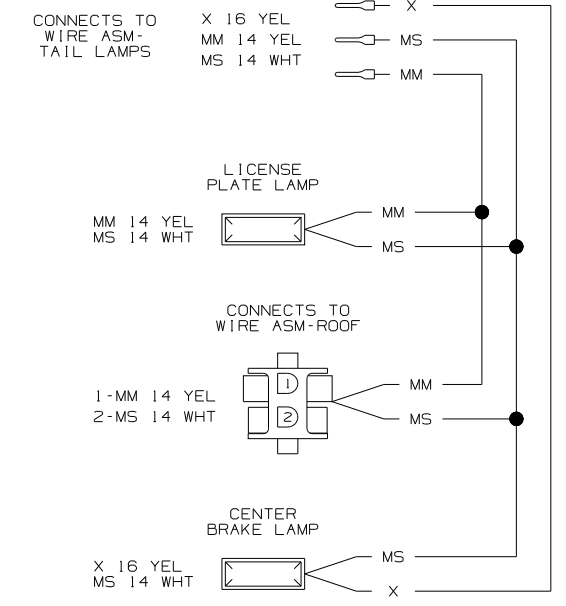 CONNECTS TO
WIRE ASM-
TAIL LAMPS
X 16 YEL
MM 14 YEL
MS 14 WHT
X
MS
MM
LICENSE
PLATE LAMP
MM 14 YEL
MS 14 WHT
MM
MS
CONNECTS TO
WIRE ASM-ROOF
1-MM 14 YEL
2-MS 14 WHT
1
2
MM
MS
CENTER
BRAKE LAMP
X 16 YEL
MS 14 WHT
MS
X